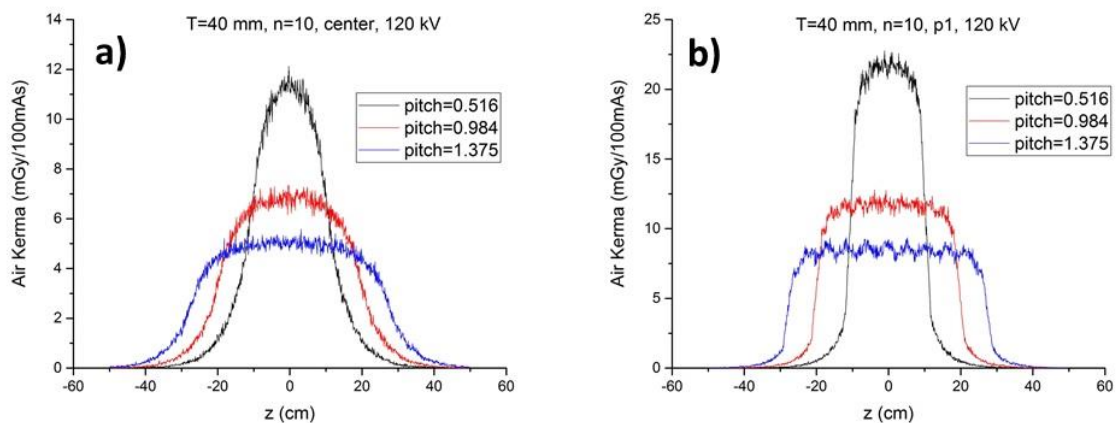 T=40 mm, n=10, center, 120 kV
a)
pitch=0.516
pitch=0.984
pitch=1.375
Air Kerma (mGy/100mAs)
14
12
10
8
6
4
2
0
-60 -40 -20 0 20 40 60
z (cm)
T=40 mm, n=10, p1, 120 kV
b)
pitch=0.516
pitch=0.984
pitch=1.375
Air Kerma (mGy/100mAs)
25
20
15
10
5
0
-60 -40 -20 0 20 40 60
z (cm)